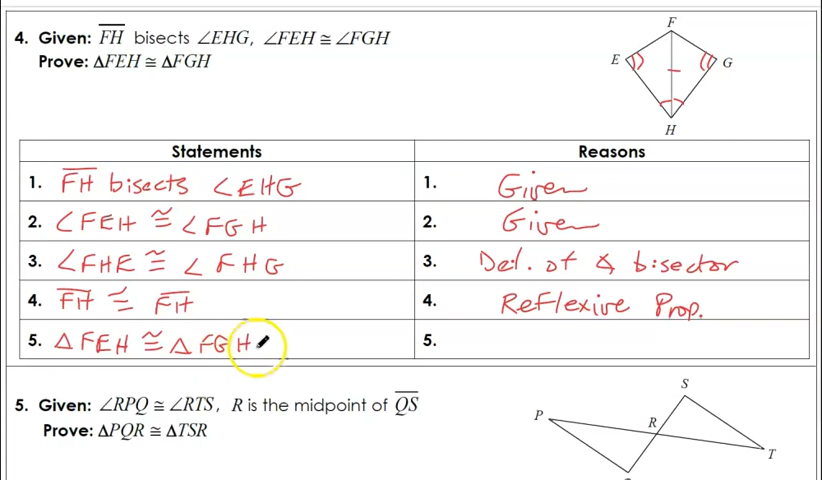 4. Given: FH bisects ∠EHG, ∠FEH ≅ ∠FGH
Prove: ΔFEH ≅ ΔFGH
F
E
G
H
Statements
Reasons
1. FH bisects ∠EHG
1. Given
2. ∠FEH ≅ ∠FGH
2. Given
3. ∠FHE ≅ ∠FHG
3. Def. of ∡ bisector
4. FH ≅ FH
4. Reflexive Prop.
5. ΔFEH ≅ ΔFGH
5.
5. Given: ∠RPQ ≅ ∠RTS, R is the midpoint of QS
Prove: ΔPQR ≅ ΔTSR
S
P
R
T